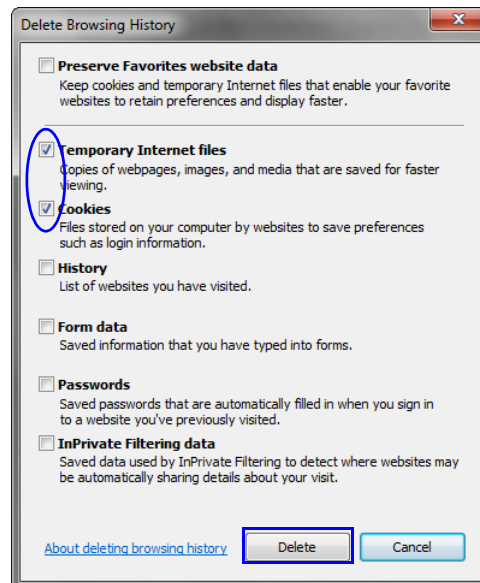 Delete Browsing History
Preserve Favorites website data
Keep cookies and temporary Internet files that enable your favorite
websites to retain preferences and display faster.
Temporary Internet files
Copies of webpages, images, and media that are saved for faster
viewing.
Cookies
Files stored on your computer by websites to save preferences
such as login information.
History
List of websites you have visited.
Form data
Saved information that you have typed into forms.
Passwords
Saved passwords that are automatically filled in when you sign in
to a website you've previously visited.
InPrivate Filtering data
Saved data used by InPrivate Filtering to detect where websites may
be automatically sharing details about your visit.
About deleting browsing history Delete Cancel